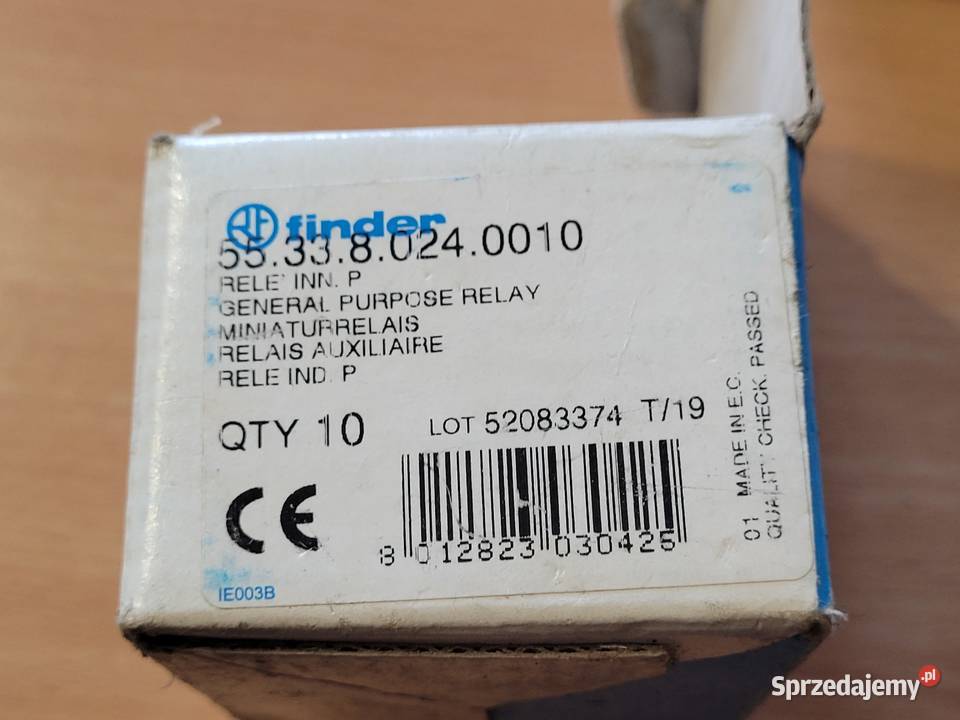 finder
55.33.8.024.0010
RELE' INN. P
GENERAL PURPOSE RELAY
MINIATURRELAIS
RELAIS AUXILIAIRE
RELE IND. P
QTY 10
LOT 52083374 T/19
CE
8 012823 030425
IE003B
01 MADE IN E.C.
QUALITY CHECK. PASSED
Sprzedajemy.pl